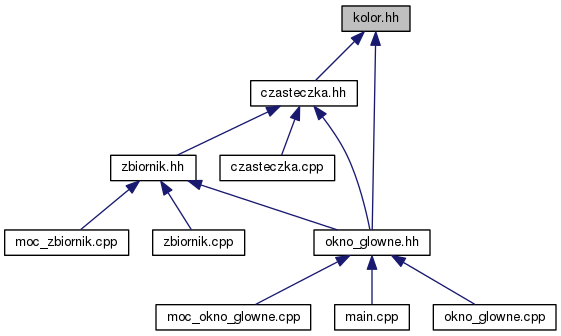 kolor.hh
czasteczka.hh
zbiornik.hh
czasteczka.cpp
moc_zbiornik.cpp
zbiornik.cpp
okno_glowne.hh
moc_okno_glowne.cpp
main.cpp
okno_glowne.cpp